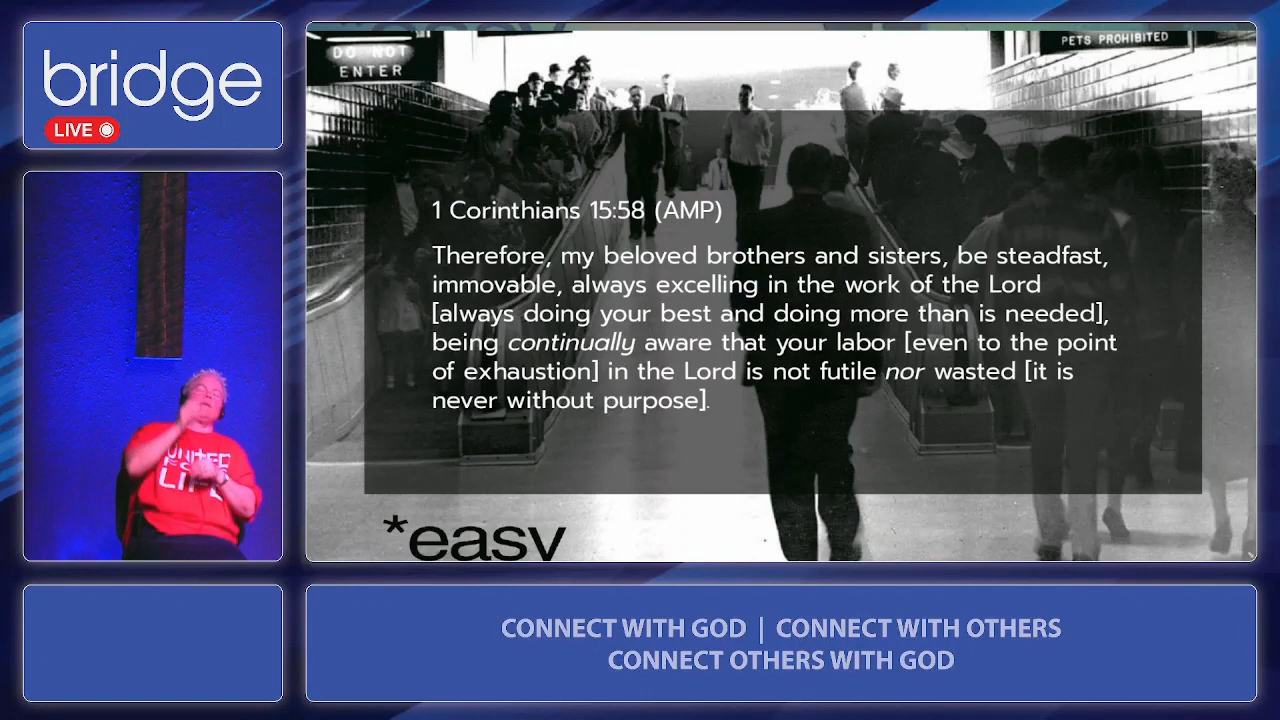 bridge
LIVE
DO NOT
ENTER
PETS PROHIBITED
1 Corinthians 15:58 (AMP)
Therefore, my beloved brothers and sisters, be steadfast,
immovable, always excelling in the work of the Lord
[always doing your best and doing more than is needed],
being continually aware that your labor [even to the point
of exhaustion] in the Lord is not futile nor wasted [it is
never without purpose].
*easy
UNITED
LIFE
CONNECT WITH GOD | CONNECT WITH OTHERS
CONNECT OTHERS WITH GOD